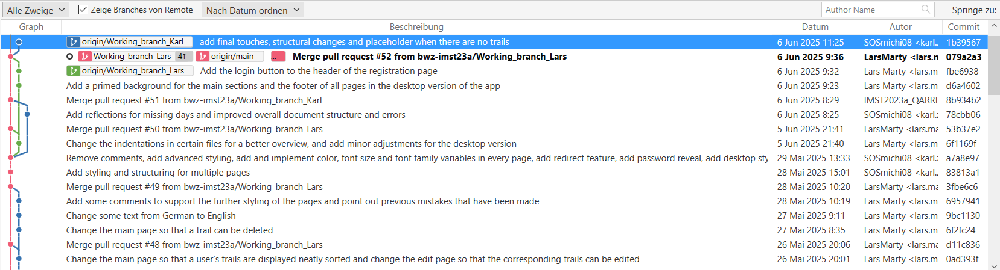 Alle Zweige Zeige Branches von Remote Nach Datum ordnen Author Name Springe zu:
Graph Beschreibung Datum Autor Commit
origin/Working_branch_Karl add final touches, structural changes and placeholder when there are no trails 6 Jun 2025 11:25 SOSmichi08 <karl.z 1b39567
Working_branch_Lars 4↑ origin/main ... Merge pull request #52 from bwz-imst23a/Working_branch_Lars 6 Jun 2025 9:36 LarsMarty <lars.m 079a2a3
origin/Working_branch_Lars Add the login button to the header of the registration page 6 Jun 2025 9:32 Lars Marty <lars.m fbe6938
Add a primed background for the main sections and the footer of all pages in the desktop version of the app 6 Jun 2025 9:23 Lars Marty <lars.m d6a4602
Merge pull request #51 from bwz-imst23a/Working_branch_Karl 6 Jun 2025 8:29 IMST2023a_QARRL 8b934b2
Add reflections for missing days and improved overall document structure and errors 6 Jun 2025 8:25 SOSmichi08 <karl.z 78cbb06
Merge pull request #50 from bwz-imst23a/Working_branch_Lars 5 Jun 2025 21:41 LarsMarty <lars.ma 53b37e2
Change the indentations in certain files for a better overview, and add minor adjustments for the desktop version 5 Jun 2025 21:40 Lars Marty <lars.m 6f1169f
Remove comments, add advanced styling, add and implement color, font size and font family variables in every page, add redirect feature, add password reveal, add desktop sty 29 Mai 2025 13:33 SOSmichi08 <karl.z a7a8e97
Add styling and structuring for multiple pages 28 Mai 2025 15:01 SOSmichi08 <karl.z 83813a1
Merge pull request #49 from bwz-imst23a/Working_branch_Lars 28 Mai 2025 10:20 LarsMarty <lars.ma 3fbe6c6
Add some comments to support the further styling of the pages and point out previous mistakes that have been made 28 Mai 2025 10:19 Lars Marty <lars.m 6957941
Change some text from German to English 27 Mai 2025 9:11 Lars Marty <lars.m 9bc1130
Change the main page so that a trail can be deleted 27 Mai 2025 8:35 Lars Marty <lars.m 6f2fc24
Merge pull request #48 from bwz-imst23a/Working_branch_Lars 26 Mai 2025 20:06 LarsMarty <lars.ma d11c836
Change the main page so that a user's trails are displayed neatly sorted and change the edit page so that the corresponding trails can be edited 26 Mai 2025 20:01 Lars Marty <lars.m 0ad393f